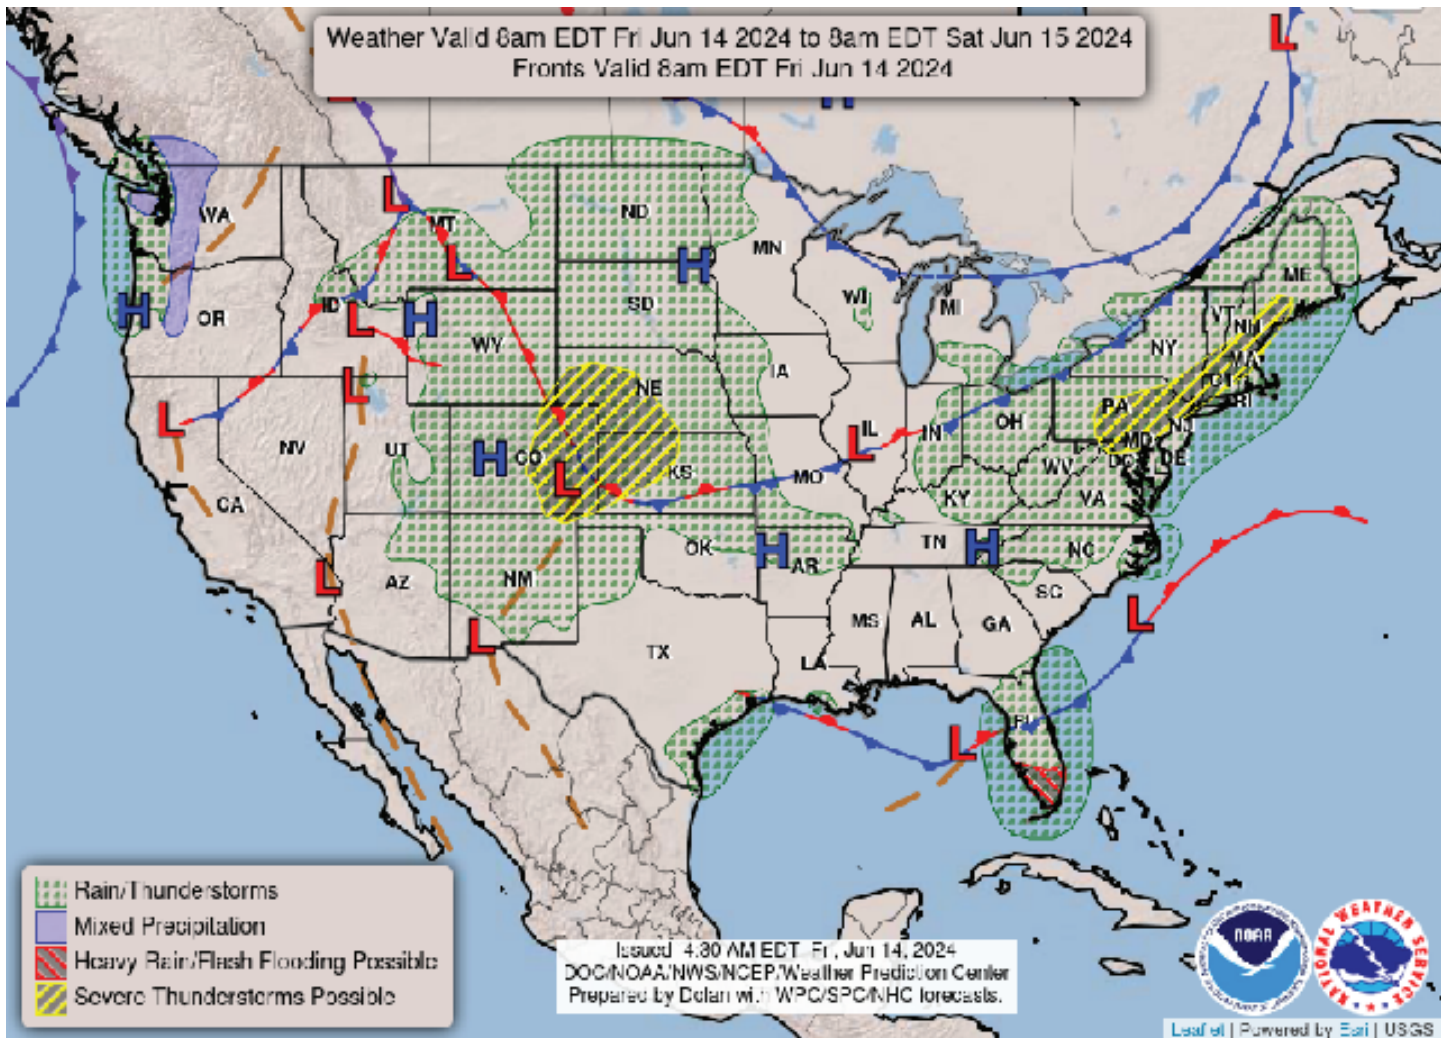 Weather Valid 8am EDT Fri Jun 14 2024 to 8am EDT Sat Jun 15 2024
Fronts Valid 8am EDT Fri Jun 14 2024
L
L
H
L
WA
MT
ND
MN
ME
L
H
H
OR
ID
L
H
WY
SD
WI
MI
VT
NH
NY
MA
L
NE
IA
CT
RI
PA
NJ
L
NV
UT
H
CO
L
KS
MO
L
IL
IN
OH
WV
MD
DC
DE
VA
KY
CA
L
AZ
NM
OK
H
AR
TN
H
NC
SC
L
L
TX
LA
MS
AL
GA
FL
L
Rain/Thunderstorms
Mixed Precipitation
Heavy Rain/Flash Flooding Possible
Severe Thunderstorms Possible
Issued 4:30 AM EDT, Fri, Jun 14, 2024
DOC/NOAA/NWS/NCEP/Weather Prediction Center
Prepared by Dolan with WPC/SPC/NHC forecasts.
NOAA
NATIONAL WEATHER SERVICE
Leaflet | Powered by Esri | USGS